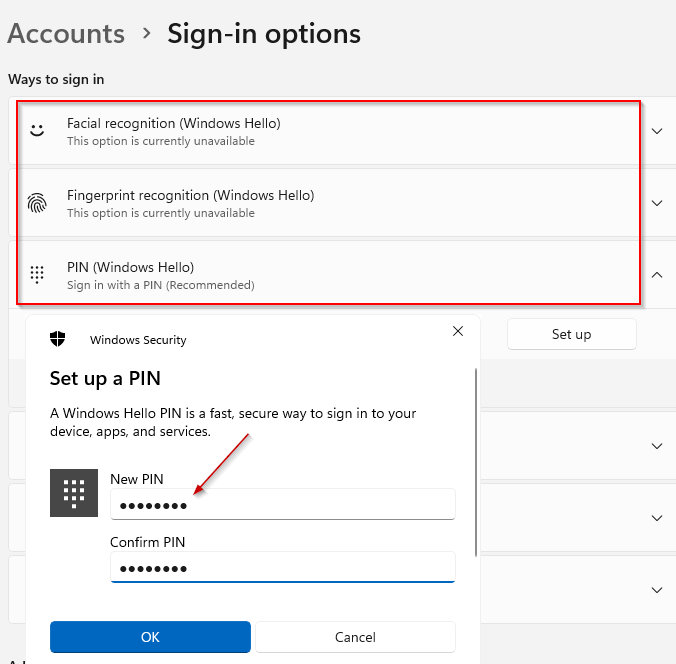 Accounts > Sign-in options
Ways to sign in
Facial recognition (Windows Hello)
This option is currently unavailable
Fingerprint recognition (Windows Hello)
This option is currently unavailable
PIN (Windows Hello)
Sign in with a PIN (Recommended)
Set up
Windows Security
Set up a PIN
A Windows Hello PIN is a fast, secure way to sign in to your
device, apps, and services.
New PIN
●●●●●●●●
Confirm PIN
●●●●●●●●
OK
Cancel